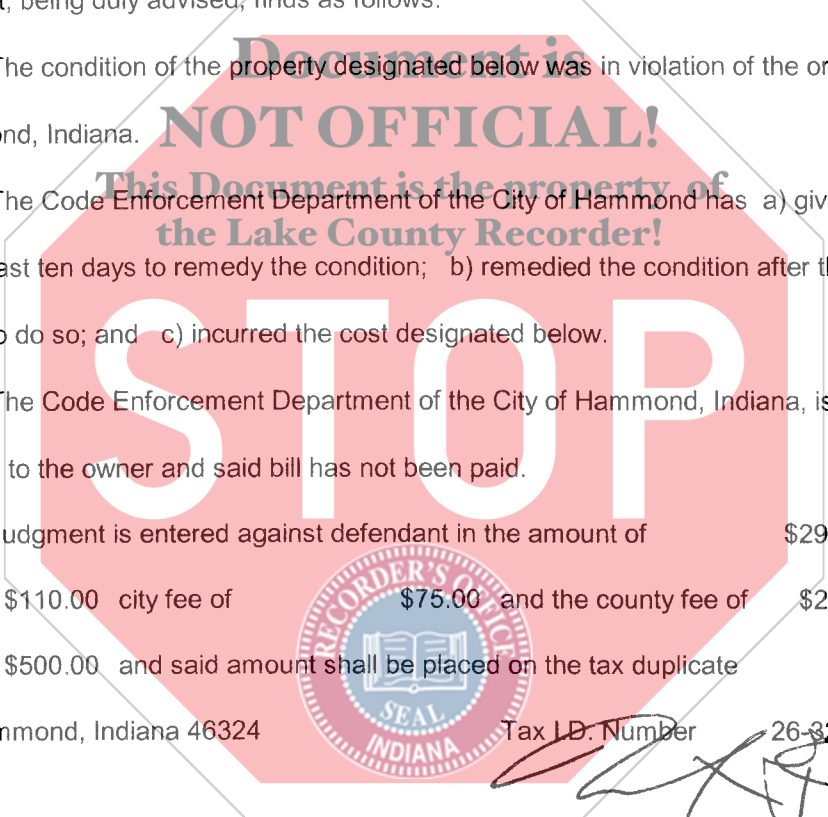 t, being duly advised, finds as follows:
Document is
The condition of the property designated below was in violation of the or
NOT OFFICIAL!
ond, Indiana.
This Document is the property of
The Code Enforcement Department of the City of Hammond has a) giv
the Lake County Recorder!
ast ten days to remedy the condition; b) remedied the condition after th
o do so; and c) incurred the cost designated below.
STOP
The Code Enforcement Department of the City of Hammond, Indiana, is
to the owner and said bill has not been paid.
udgment is entered against defendant in the amount of $29
$110.00 city fee of $75.00 and the county fee of $2
$500.00 and said amount shall be placed on the tax duplicate
RECORDER'S OFFICE
SEAL
INDIANA
mmond, Indiana 46324 Tax I.D. Number 26-32